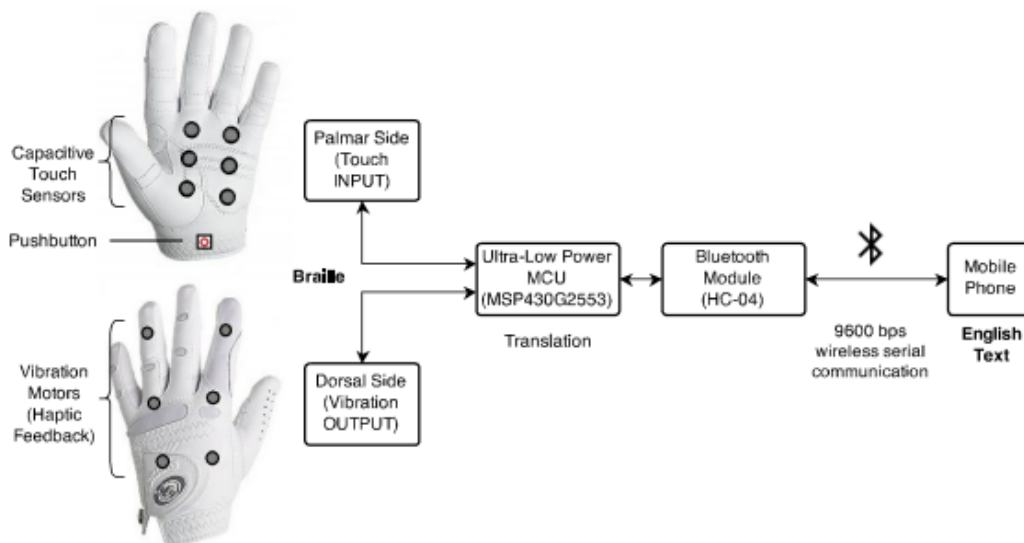 Capacitive
Touch
Sensors
Pushbutton
Palmar Side
(Touch
INPUT)
Braille
Ultra-Low Power
MCU
(MSP430G2553)
Translation
Bluetooth
Module
(HC-04)
9600 bps
wireless serial
communication
Mobile
Phone
English
Text
Vibration
Motors
(Haptic
Feedback)
Dorsal Side
(Vibration
OUTPUT)